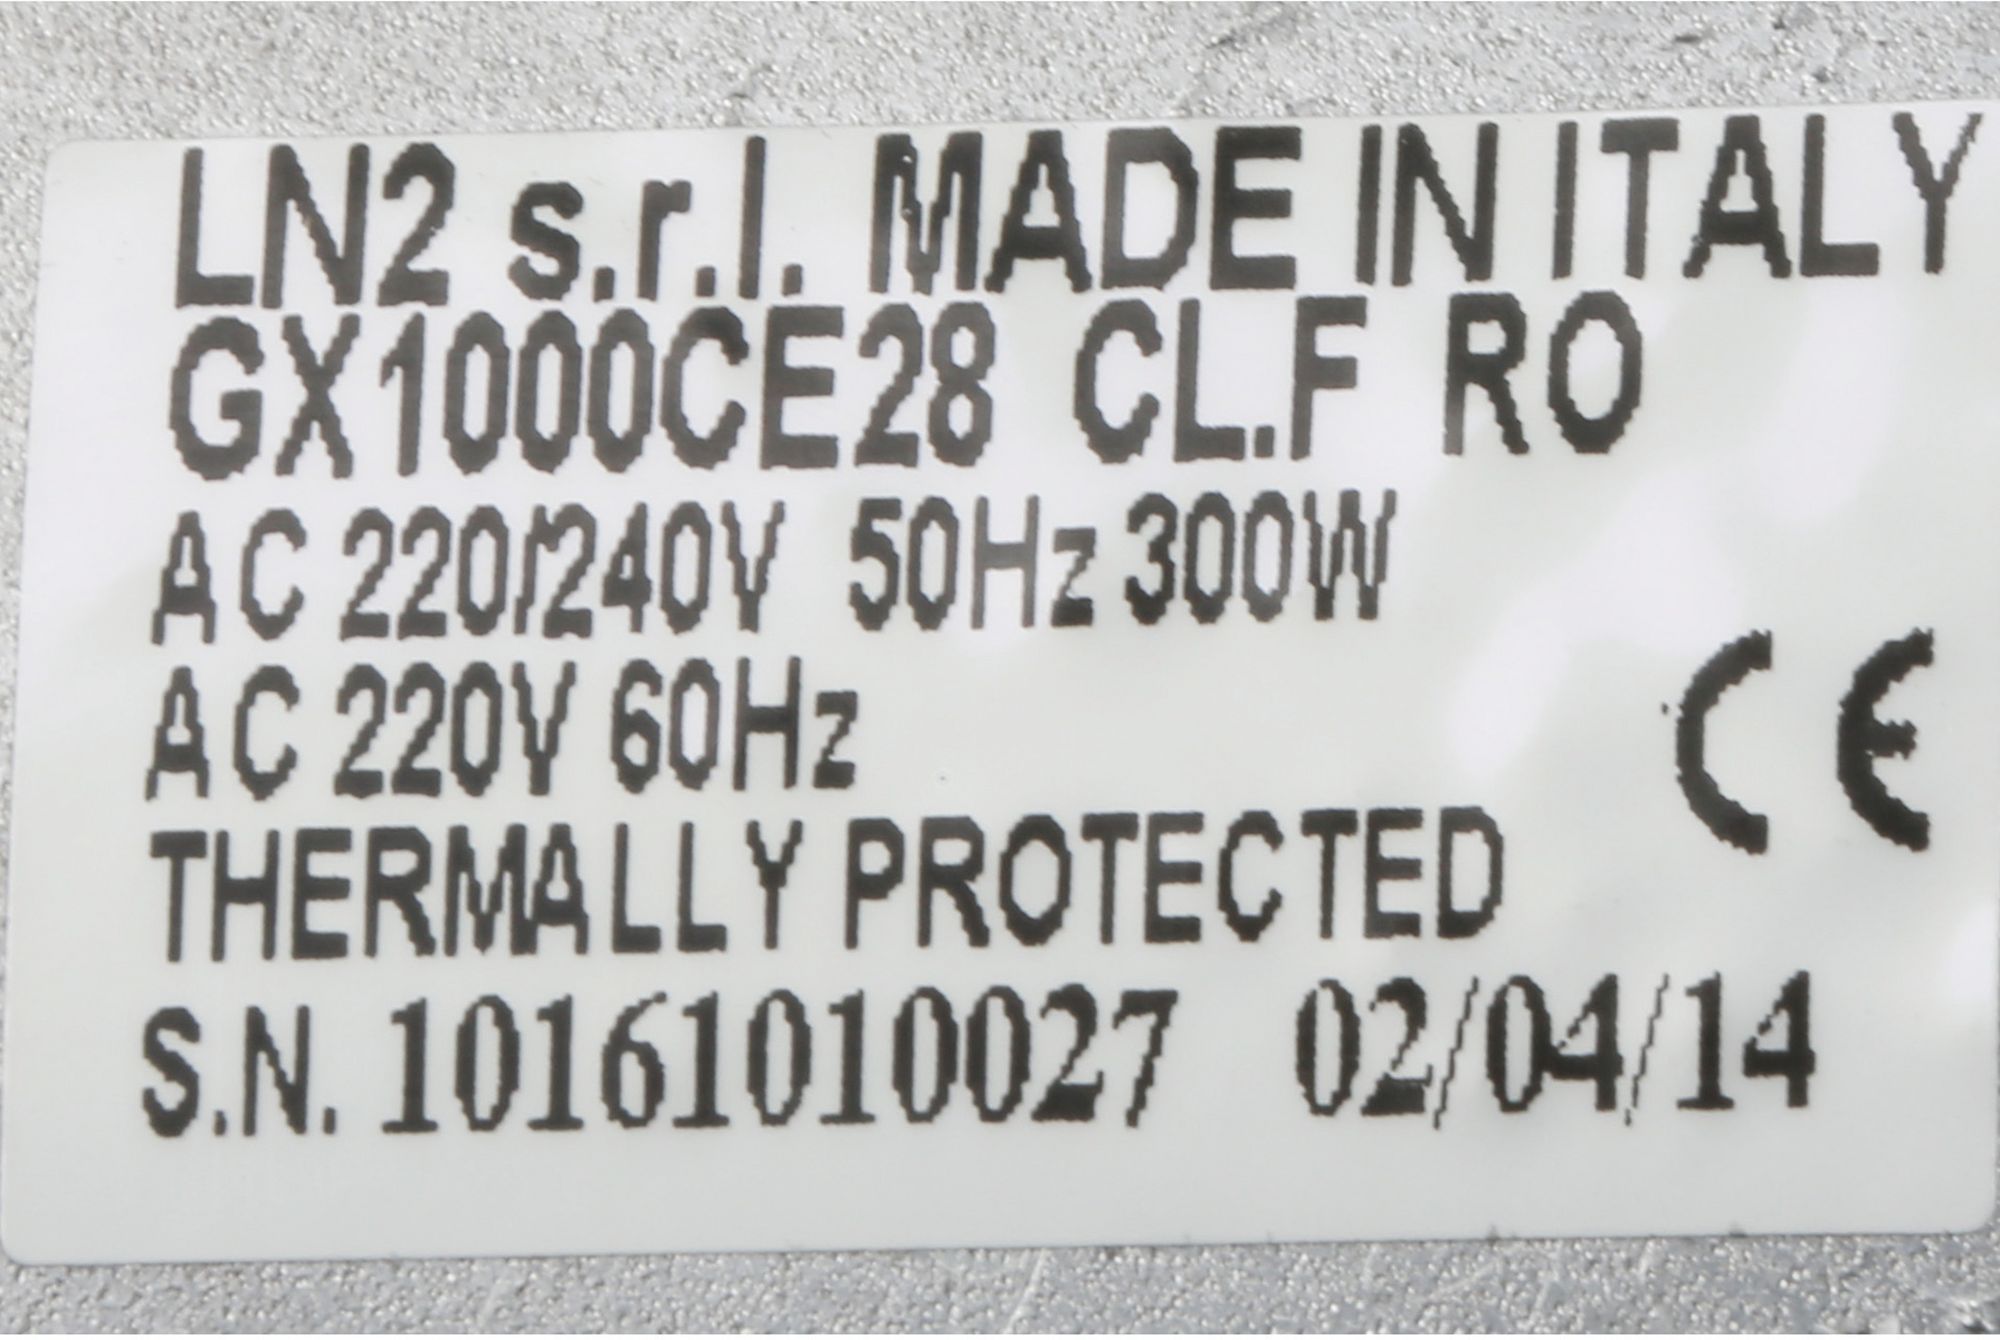 LN2 s.r.l. MADE IN ITALY
GX1000CE28 CL.F RO
AC 220/240V 50Hz 300W
AC 220V 60Hz
CE
THERMALLY PROTECTED
S.N. 10161010027 02/04/14